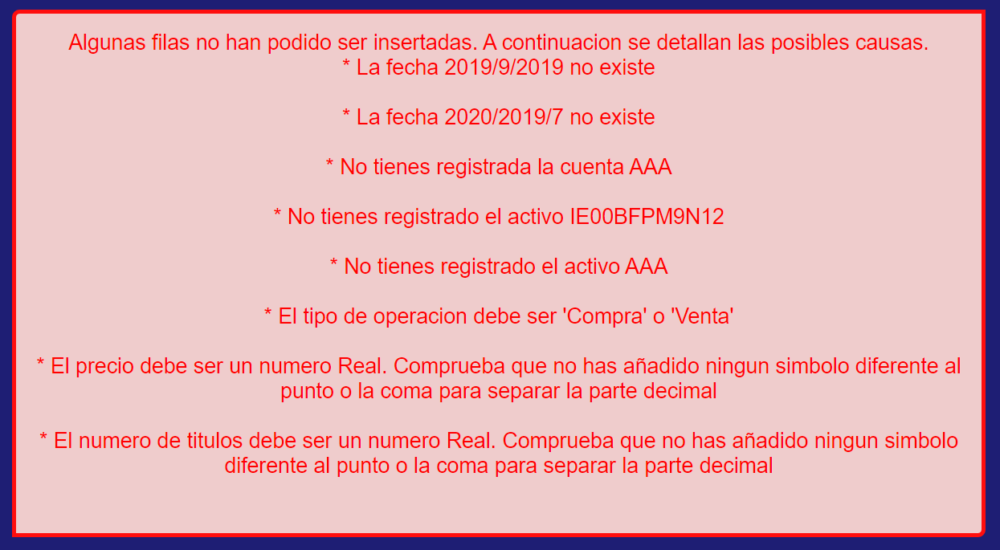 Algunas filas no han podido ser insertadas. A continuacion se detallan las posibles causas.
* La fecha 2019/9/2019 no existe
* La fecha 2020/2019/7 no existe
* No tienes registrada la cuenta AAA
* No tienes registrado el activo IE00BFPM9N12
* No tienes registrado el activo AAA
* El tipo de operacion debe ser 'Compra' o 'Venta'
* El precio debe ser un numero Real. Comprueba que no has añadido ningun simbolo diferente al
punto o la coma para separar la parte decimal
* El numero de titulos debe ser un numero Real. Comprueba que no has añadido ningun simbolo
diferente al punto o la coma para separar la parte decimal